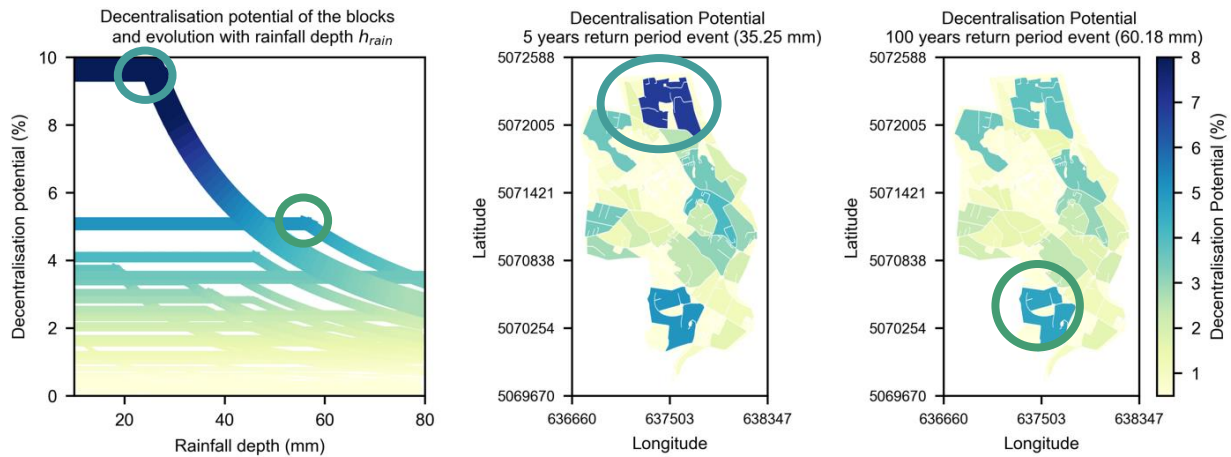 Decentralisation potential of the blocks
and evolution with rainfall depth h_rain
Decentralisation potential (%)
10
8
6
4
2
0
20
40
60
80
Rainfall depth (mm)
Decentralisation Potential
5 years return period event (35.25 mm)
Latitude
5072588
5072005
5071421
5070838
5070254
5069670
636660
637503
638347
Longitude
Decentralisation Potential
100 years return period event (60.18 mm)
Latitude
5072588
5072005
5071421
5070838
5070254
5069670
636660
637503
638347
Longitude
8
7
6
5
4
3
2
1
Decentralisation Potential (%)